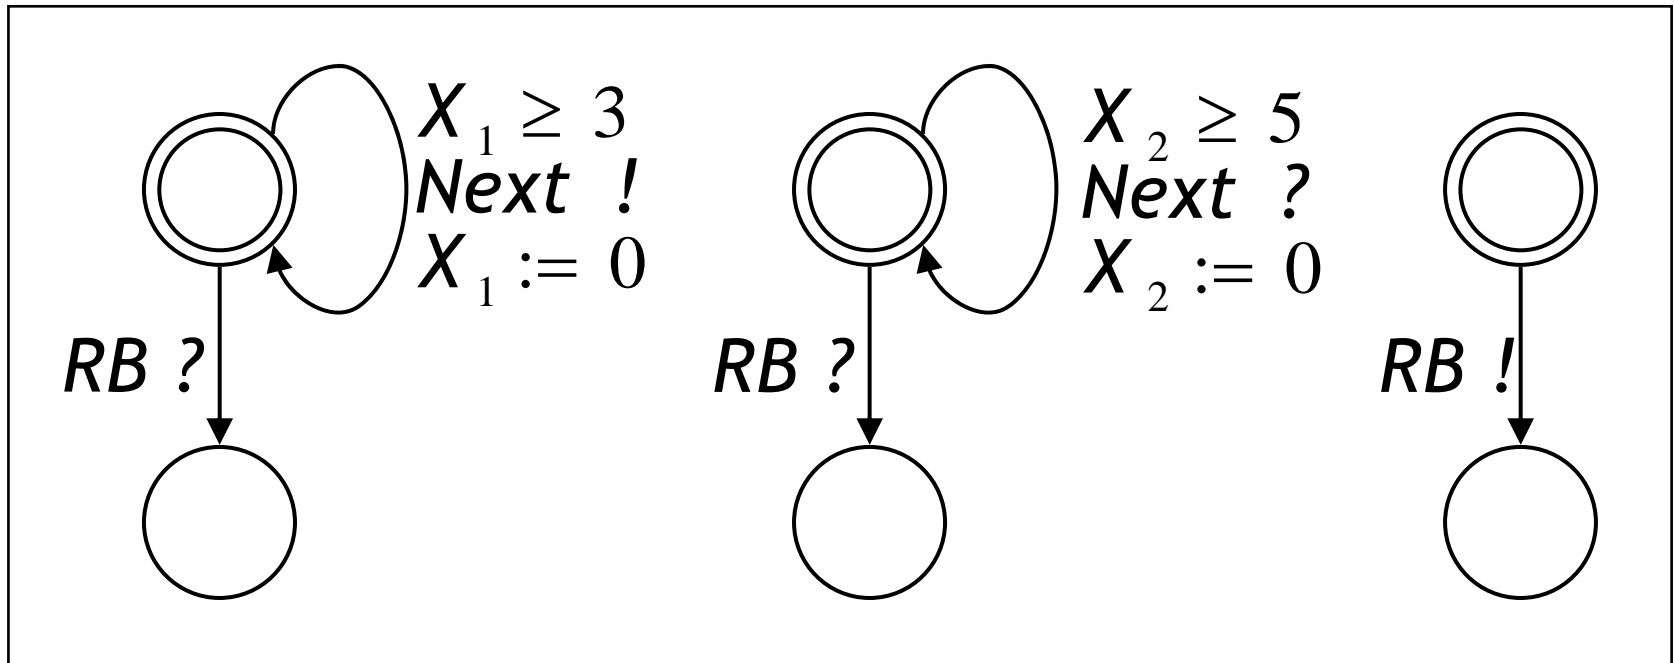 X₁ ≥ 3
Next !
X₁ := 0
RB ?
X₂ ≥ 5
Next ?
X₂ := 0
RB ?
RB !